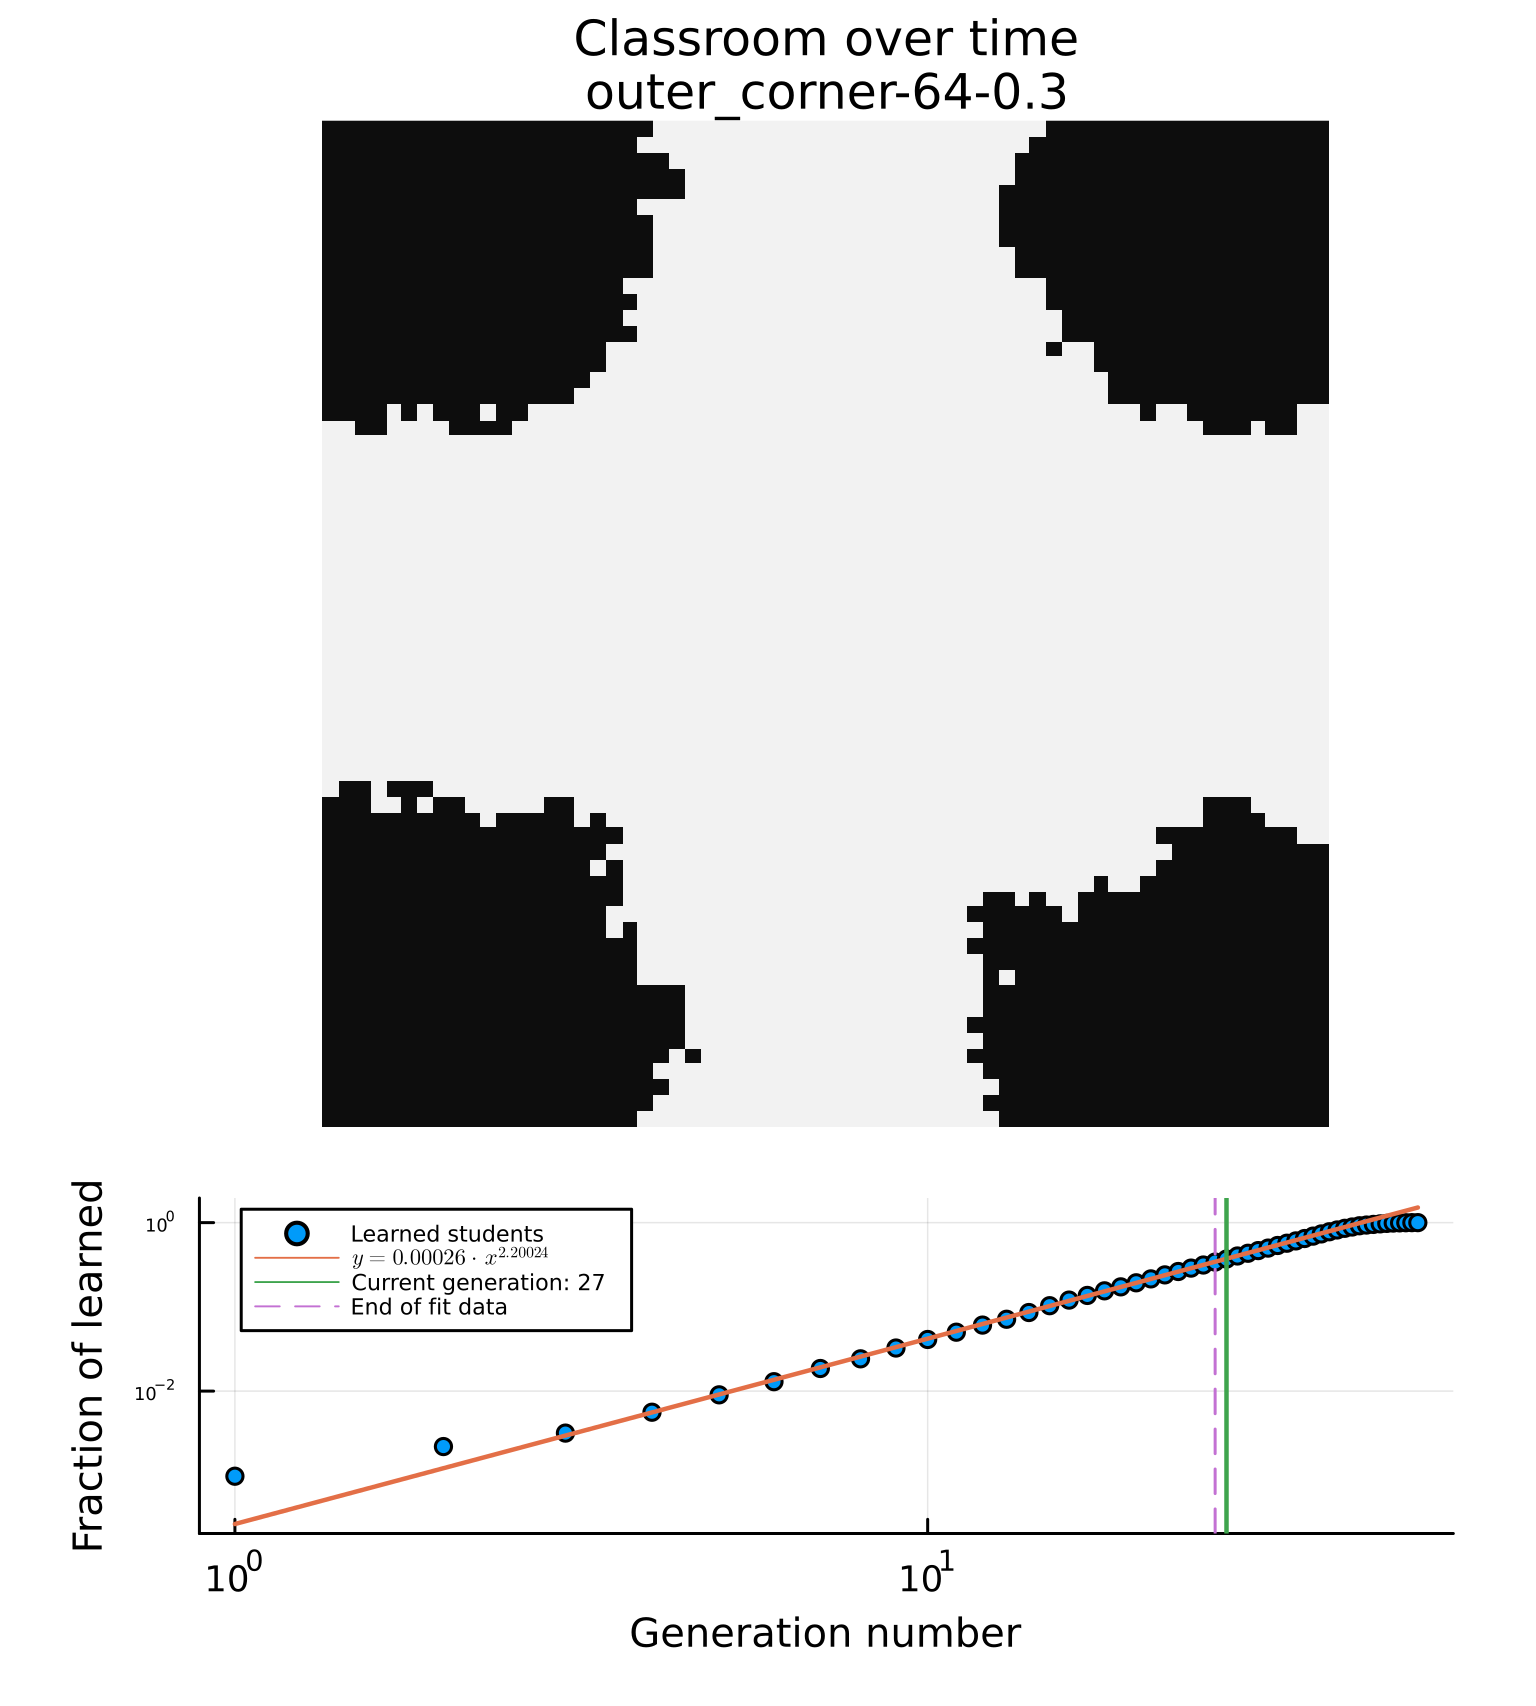 Classroom over time
outer_corner-64-0.3
Fraction of learned
10^0
10^−2
Learned students
y = 0.00026 · x^2.20024
Current generation: 27
End of fit data
10^0
10^1
Generation number